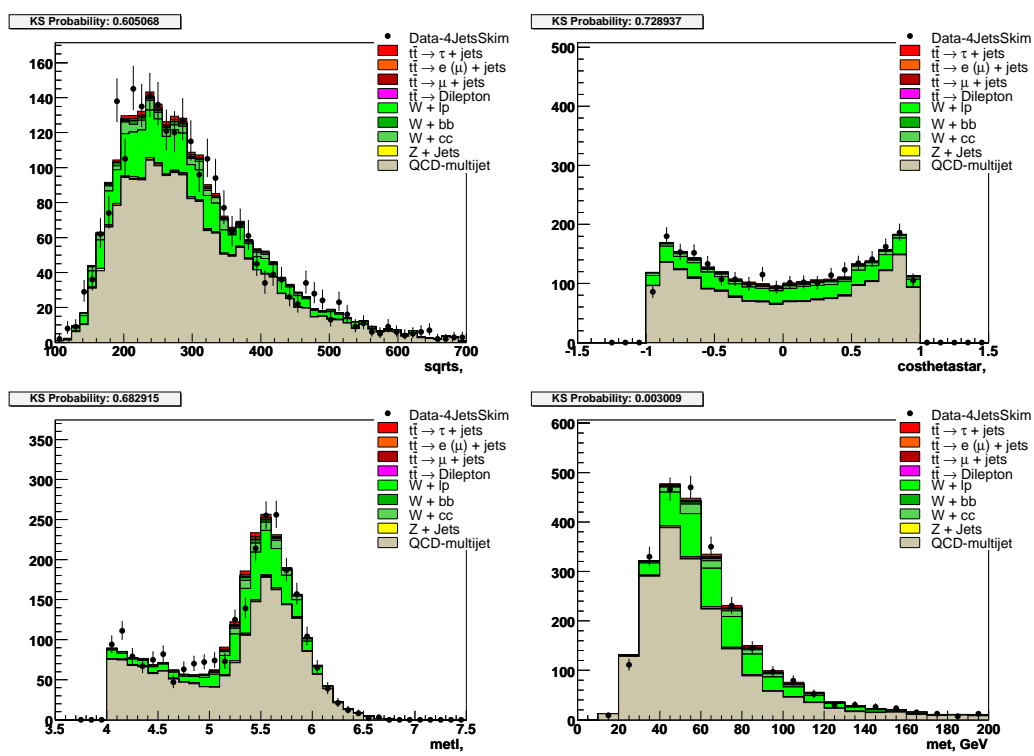 KS Probability: 0.605068
Data-4JetsSkim
tt̄ → τ + jets
tt̄ → e (μ) + jets
tt̄ → μ + jets
tt̄ → Dilepton
W + lp
W + bb
W + cc
Z + Jets
QCD-multijet
160
140
120
100
80
60
40
20
0
100 200 300 400 500 600 700
sqrts,
KS Probability: 0.728937
Data-4JetsSkim
tt̄ → τ + jets
tt̄ → e (μ) + jets
tt̄ → μ + jets
tt̄ → Dilepton
W + lp
W + bb
W + cc
Z + Jets
QCD-multijet
500
400
300
200
100
0
-1.5 -1 -0.5 0 0.5 1 1.5
costhetastar,
KS Probability: 0.682915
Data-4JetsSkim
tt̄ → τ + jets
tt̄ → e (μ) + jets
tt̄ → μ + jets
tt̄ → Dilepton
W + lp
W + bb
W + cc
Z + Jets
QCD-multijet
350
300
250
200
150
100
50
0
3.5 4 4.5 5 5.5 6 6.5 7 7.5
metl,
KS Probability: 0.003009
Data-4JetsSkim
tt̄ → τ + jets
tt̄ → e (μ) + jets
tt̄ → μ + jets
tt̄ → Dilepton
W + lp
W + bb
W + cc
Z + Jets
QCD-multijet
600
500
400
300
200
100
0
0 20 40 60 80 100 120 140 160 180 200
met, GeV